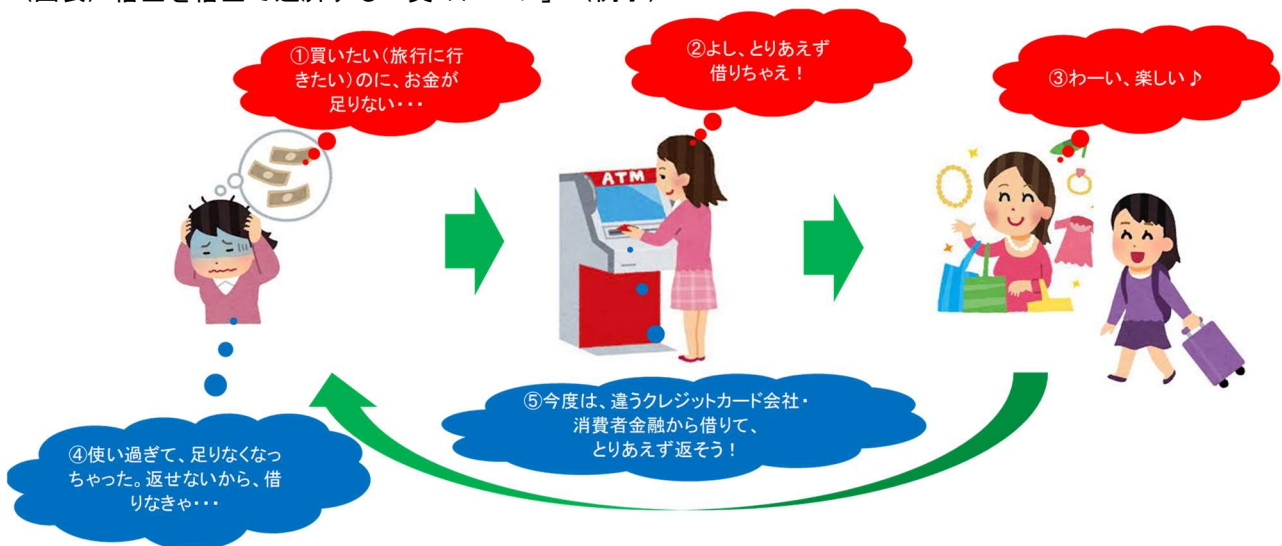 ①買いたい(旅行に行
きたい)のに、お金が
足りない・・・
②よし、とりあえず
借りちゃえ！
③わーい、楽しい♪
ATM
④使い過ぎて、足りなくなっ
ちゃった。返せないから、借
りなきゃ・・・
⑤今度は、違うクレジットカード会社・
消費者金融から借りて、
とりあえず返そう！